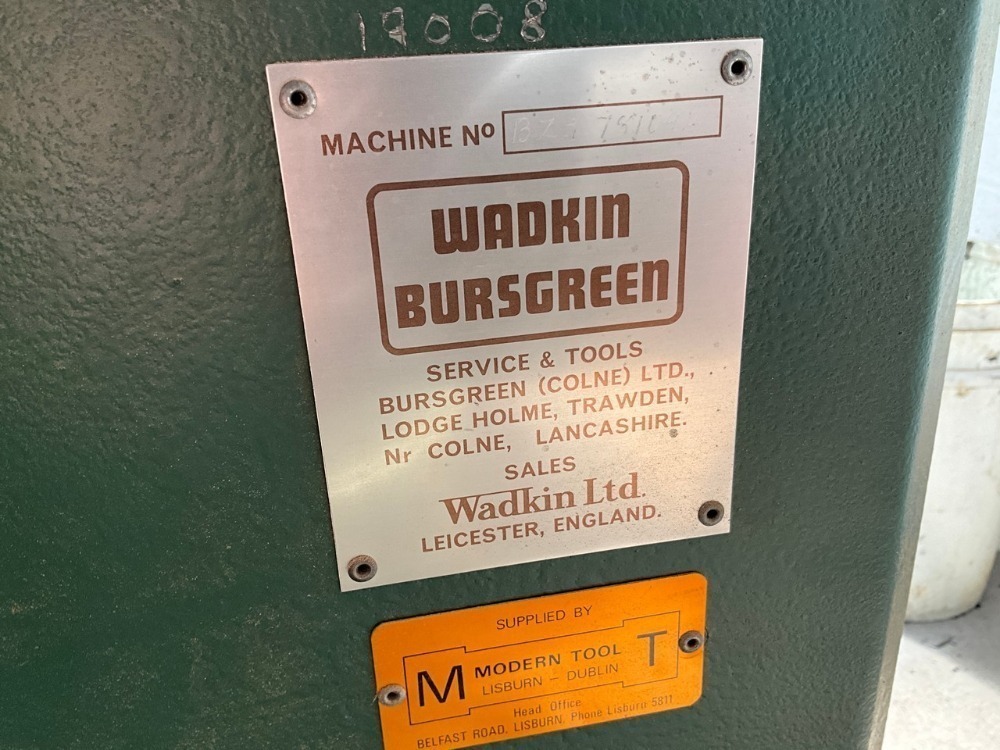 19008
MACHINE No
WADKIN
BURSGREEN
SERVICE & TOOLS
BURSGREEN (COLNE) LTD.,
LODGE HOLME, TRAWDEN,
Nr COLNE, LANCASHIRE.
SALES
Wadkin Ltd.
LEICESTER, ENGLAND.
SUPPLIED BY
M MODERN TOOL T
LISBURN – DUBLIN
Head Office
BELFAST ROAD, LISBURN, Phone Lisburn 5811